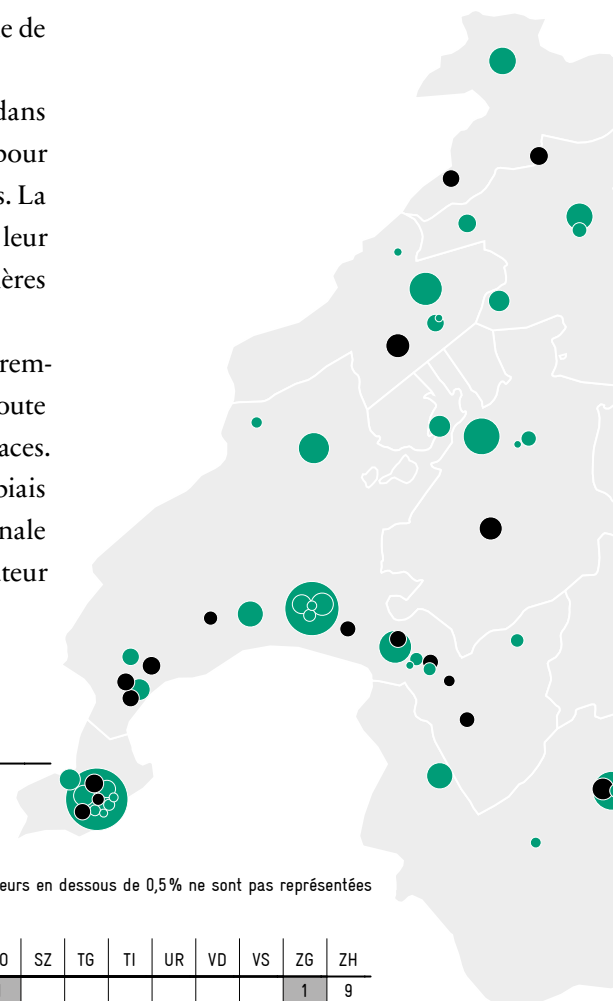 e de
dans
pour
s. La
leur
ères
rem-
oute
aces.
biais
nale
teur
eurs en dessous de 0,5 % ne sont pas représentées
O SZ TG TI UR VD VS ZG ZH
1 9